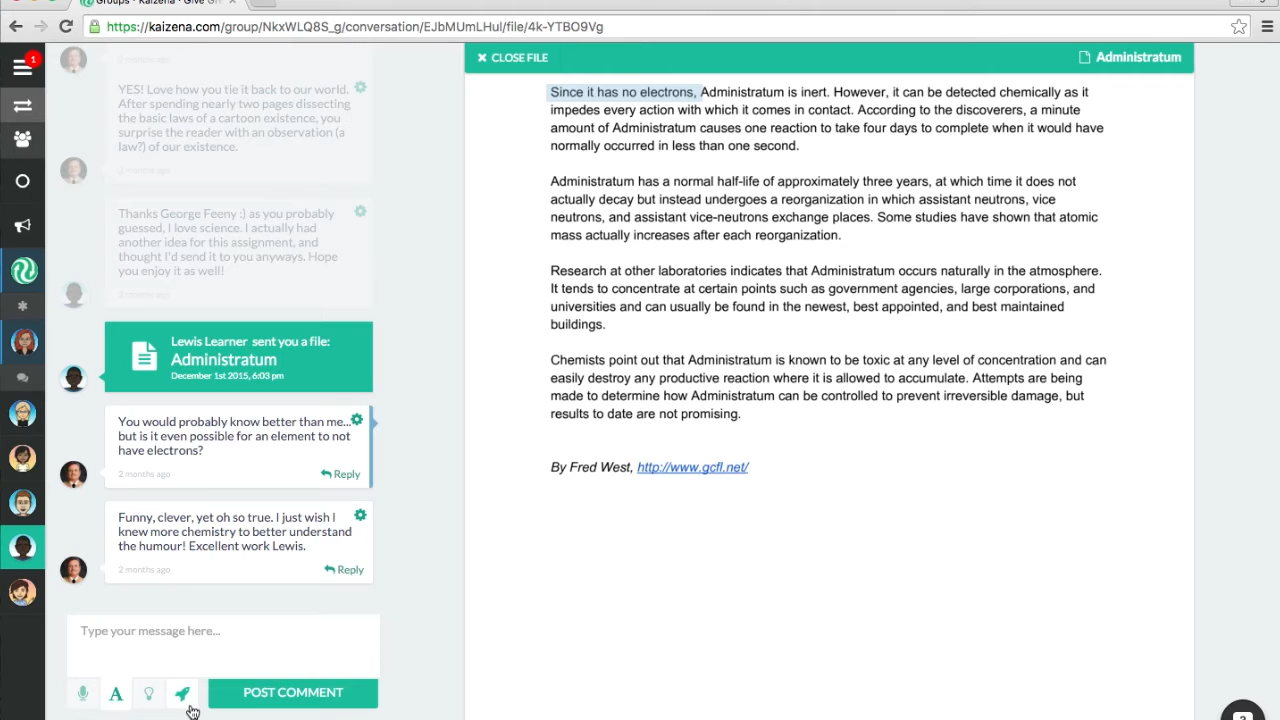 Groups · Kaizena – Give Gr
https://kaizena.com/group/NkxWLQ8S_g/conversation/EJbMUmLHul/file/4k-YTBO9Vg
1
2 months ago
YES! Love how you tie it back to our world.
After spending nearly two pages dissecting
the basic laws of a cartoon existence, you
surprise the reader with an observation (a
law?) of our existence.
2 months ago
Thanks George Feeny :) as you probably
guessed, I love science. I actually had
another idea for this assignment, and
thought I'd send it to you anyways. Hope
you enjoy it as well!
2 months ago
Lewis Learner sent you a file:
Administratum
December 1st 2015, 6:03 pm
You would probably know better than me...
but is it even possible for an element to not
have electrons?
2 months ago
Reply
Funny, clever, yet oh so true. I just wish I
knew more chemistry to better understand
the humour! Excellent work Lewis.
2 months ago
Reply
Type your message here...
A
POST COMMENT
CLOSE FILE
Administratum
Since it has no electrons, Administratum is inert. However, it can be detected chemically as it
impedes every action with which it comes in contact. According to the discoverers, a minute
amount of Administratum causes one reaction to take four days to complete when it would have
normally occurred in less than one second.
Administratum has a normal half-life of approximately three years, at which time it does not
actually decay but instead undergoes a reorganization in which assistant neutrons, vice
neutrons, and assistant vice-neutrons exchange places. Some studies have shown that atomic
mass actually increases after each reorganization.
Research at other laboratories indicates that Administratum occurs naturally in the atmosphere.
It tends to concentrate at certain points such as government agencies, large corporations, and
universities and can usually be found in the newest, best appointed, and best maintained
buildings.
Chemists point out that Administratum is known to be toxic at any level of concentration and can
easily destroy any productive reaction where it is allowed to accumulate. Attempts are being
made to determine how Administratum can be controlled to prevent irreversible damage, but
results to date are not promising.
By Fred West, http://www.gcfl.net/